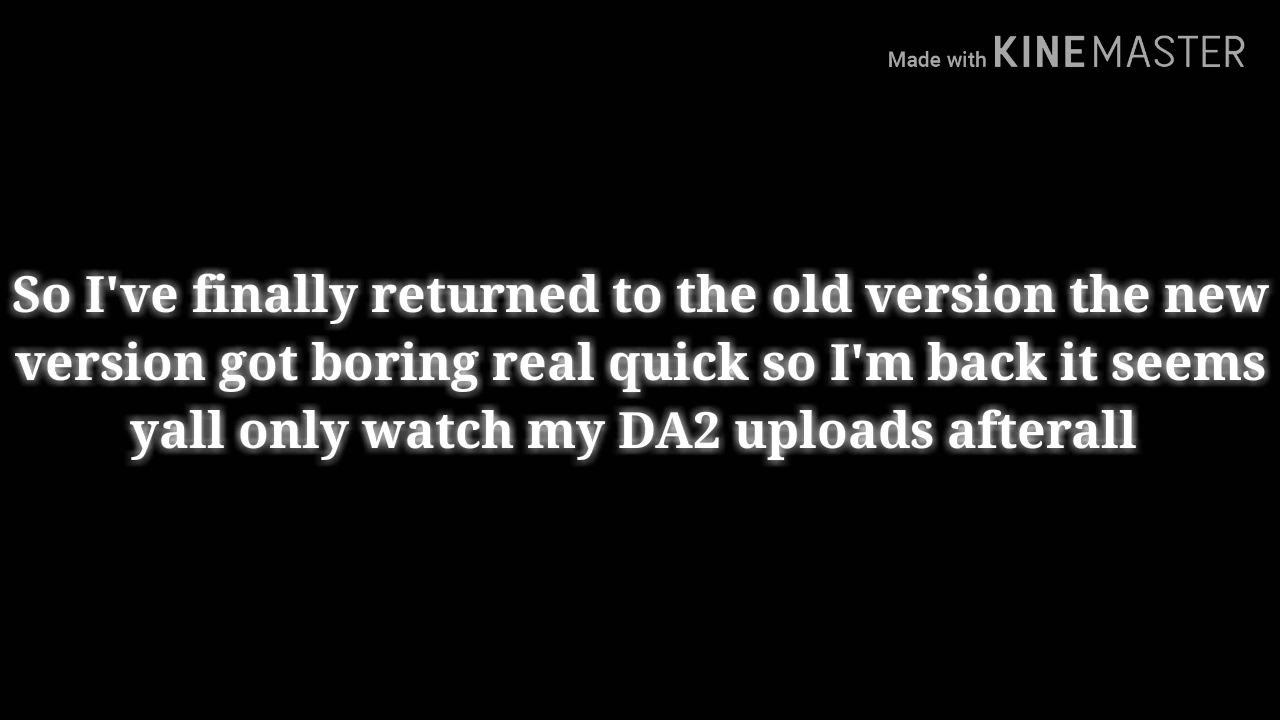 Made with KINEMASTER
So I've finally returned to the old version the new
version got boring real quick so I'm back it seems
yall only watch my DA2 uploads afterall